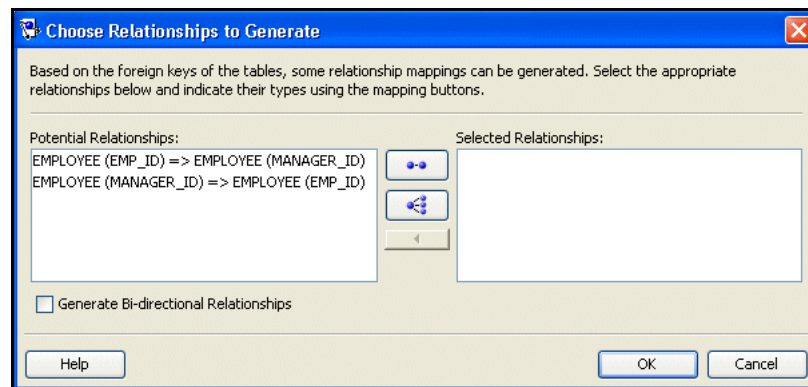 Choose Relationships to Generate
Based on the foreign keys of the tables, some relationship mappings can be generated. Select the appropriate
relationships below and indicate their types using the mapping buttons.
Potential Relationships:
Selected Relationships:
EMPLOYEE (EMP_ID) => EMPLOYEE (MANAGER_ID)
EMPLOYEE (MANAGER_ID) => EMPLOYEE (EMP_ID)
Generate Bi-directional Relationships
Help
OK
Cancel